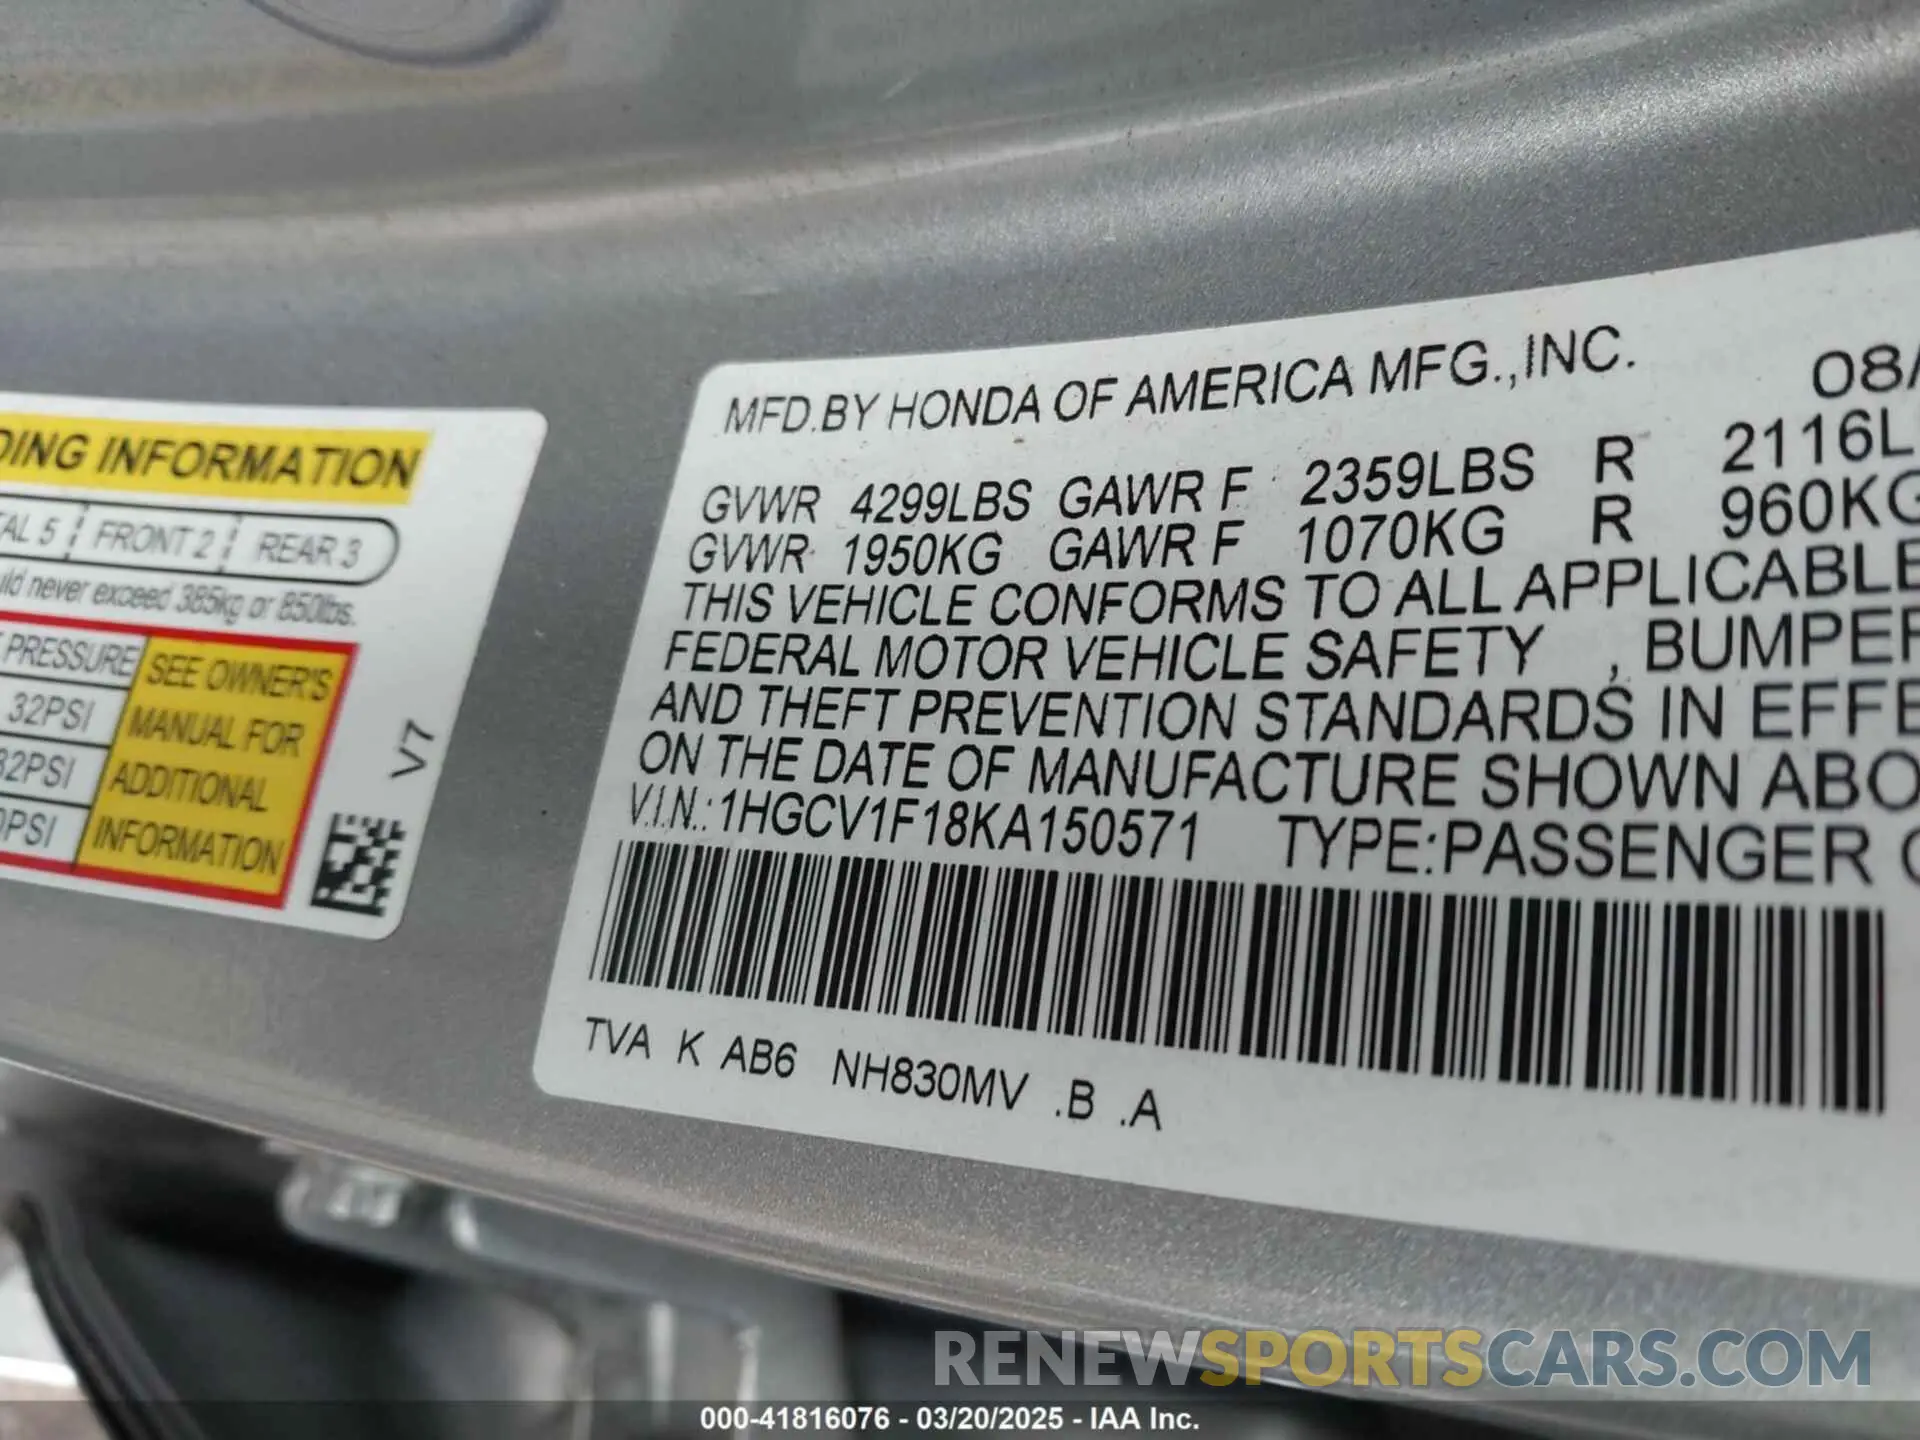 DING INFORMATION
AL 5 FRONT 2 REAR 3
uld never exceed 385kg or 850lbs.
PRESSURE
32PSI
32PSI
PSI
SEE OWNER'S
MANUAL FOR
ADDITIONAL
INFORMATION
V7
MFD.BY HONDA OF AMERICA MFG.,INC. 08/
GVWR 4299LBS GAWR F 2359LBS R 2116L
GVWR 1950KG GAWR F 1070KG R 960KG
THIS VEHICLE CONFORMS TO ALL APPLICABLE
FEDERAL MOTOR VEHICLE SAFETY , BUMPER
AND THEFT PREVENTION STANDARDS IN EFFE
ON THE DATE OF MANUFACTURE SHOWN ABO
V.I.N.: 1HGCV1F18KA150571 TYPE:PASSENGER C
TVA K AB6 NH830MV .B .A
RENEWSPORTSCARS.COM
000-41816076 - 03/20/2025 - IAA Inc.